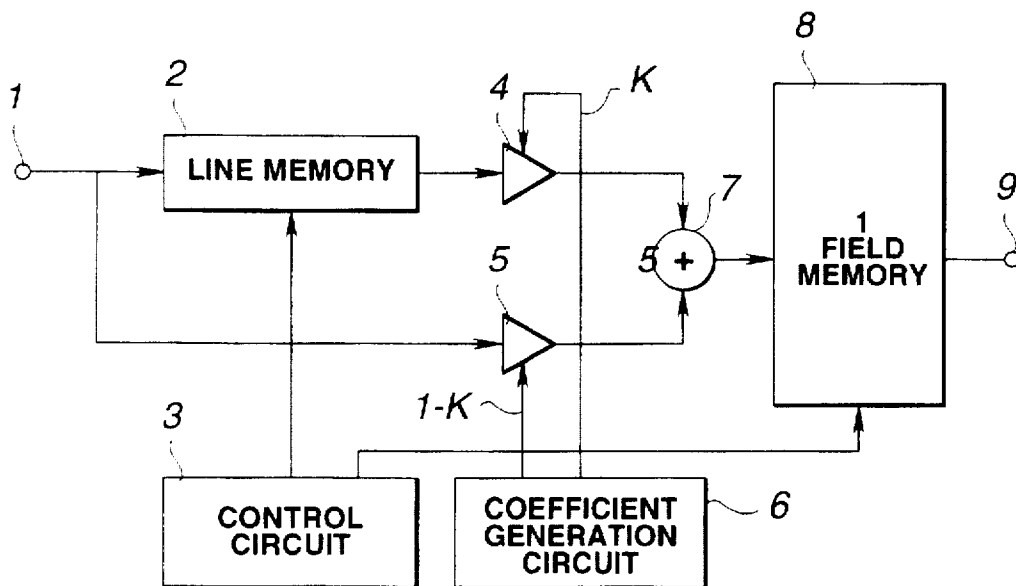 1
2
LINE MEMORY
4
K
8
1
FIELD
MEMORY
9
7
5 +
5
1-K
3
CONTROL
CIRCUIT
COEFFICIENT
GENERATION
CIRCUIT
6